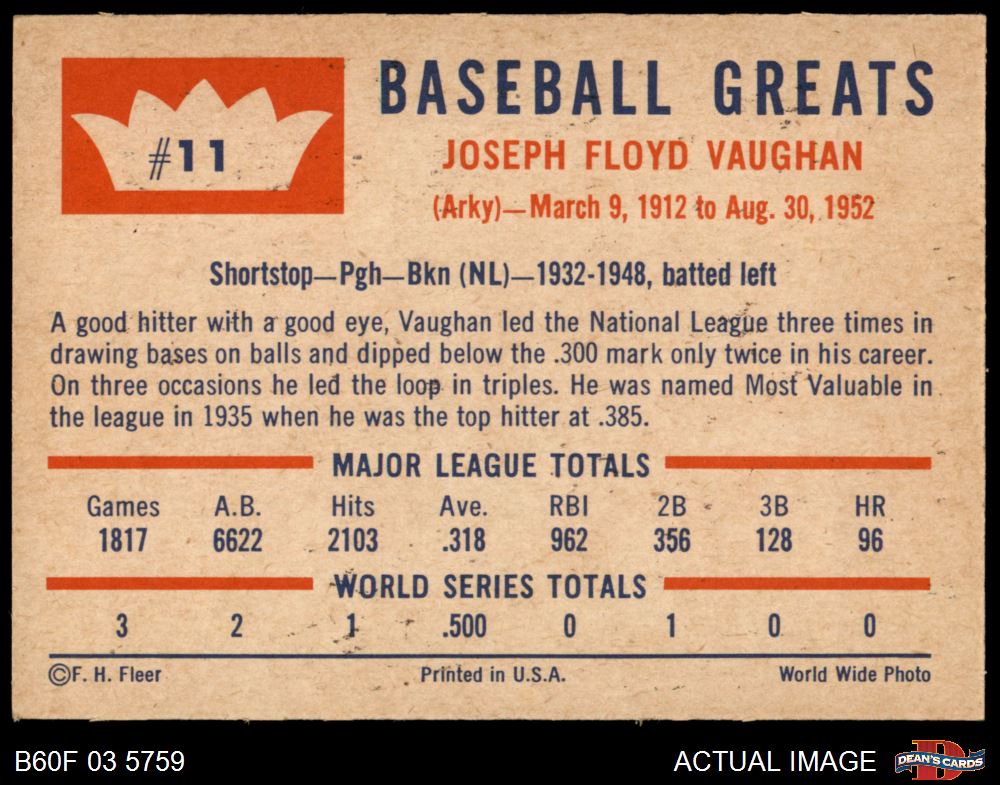 #11
BASEBALL GREATS
JOSEPH FLOYD VAUGHAN
(Arky)—March 9, 1912 to Aug. 30, 1952
Shortstop—Pgh—Bkn (NL)—1932-1948, batted left
A good hitter with a good eye, Vaughan led the National League three times in
drawing bases on balls and dipped below the .300 mark only twice in his career.
On three occasions he led the loop in triples. He was named Most Valuable in
the league in 1935 when he was the top hitter at .385.
MAJOR LEAGUE TOTALS
Games A.B. Hits Ave. RBI 2B 3B HR
1817 6622 2103 .318 962 356 128 96
WORLD SERIES TOTALS
3 2 1 .500 0 1 0 0
©F. H. Fleer Printed in U.S.A. World Wide Photo
B60F 03 5759 ACTUAL IMAGE D DEAN'S CARDS